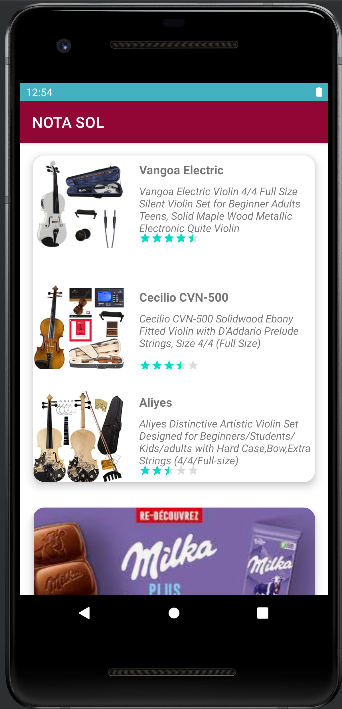 12:54
NOTA SOL
Vangoa Electric
Vangoa Electric Violin 4/4 Full Size
Silent Violin Set for Beginner Adults
Teens, Solid Maple Wood Metallic
Electronic Quite Violin
Cecilio CVN-500
Cecilio CVN-500 Solidwood Ebony
Fitted Violin with D'Addario Prelude
Strings, Size 4/4 (Full Size)
Aliyes
Aliyes Distinctive Artistic Violin Set
Designed for Beginners/Students/
Kids/adults with Hard Case,Bow,Extra
Strings (4/4/Full-size)
RE-DÉCOUVREZ
Milka
PLUS
Milka